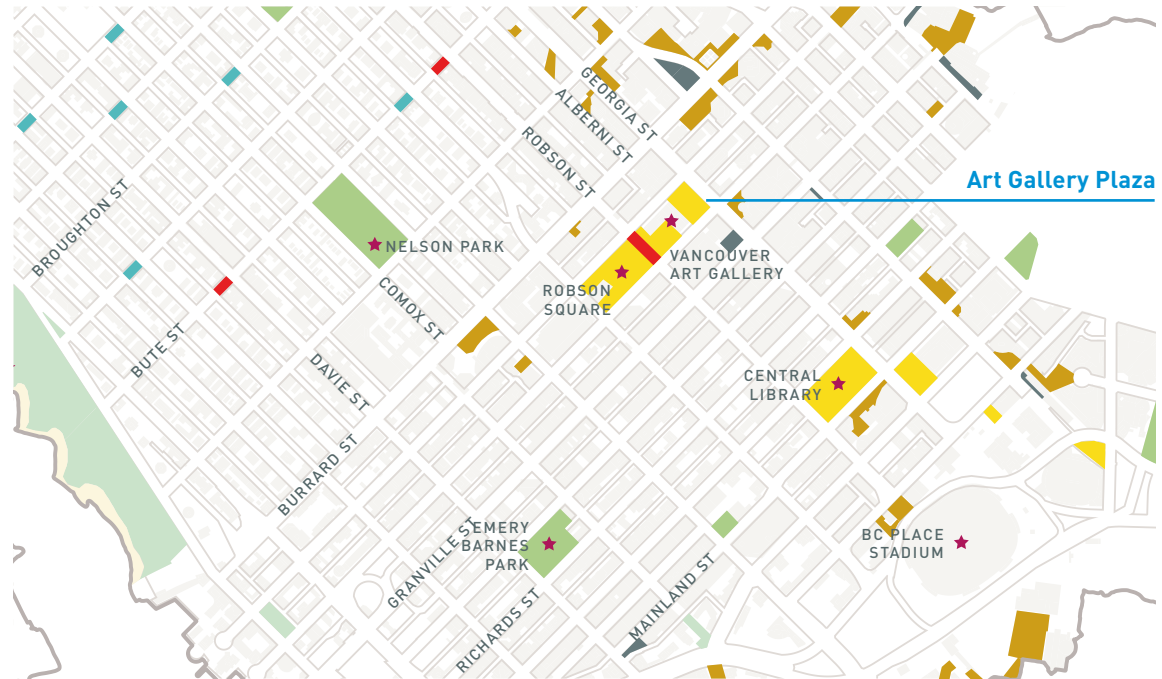 GEORGIA ST
ALBERNI ST
ROBSON ST
Art Gallery Plaza
BROUGHTON ST
NELSON PARK
VANCOUVER
ART GALLERY
ROBSON
SQUARE
COMOX ST
BUTE ST
DAVIE ST
CENTRAL
LIBRARY
BURRARD ST
EMERY
BARNES
PARK
GRANVILLE ST
BC PLACE
STADIUM
MAINLAND ST
RICHARDS ST